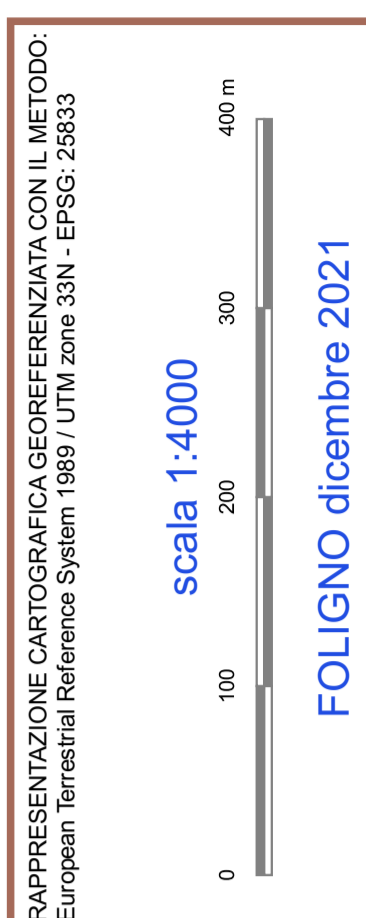 RAPPRESENTAZIONE CARTOGRAFICA GEOREFERENZIATA CON IL METODO:
European Terrestrial Reference System 1989 / UTM zone 33N - EPSG: 25833
scala 1:4000
0 100 200 300 400 m
FOLIGNO dicembre 2021